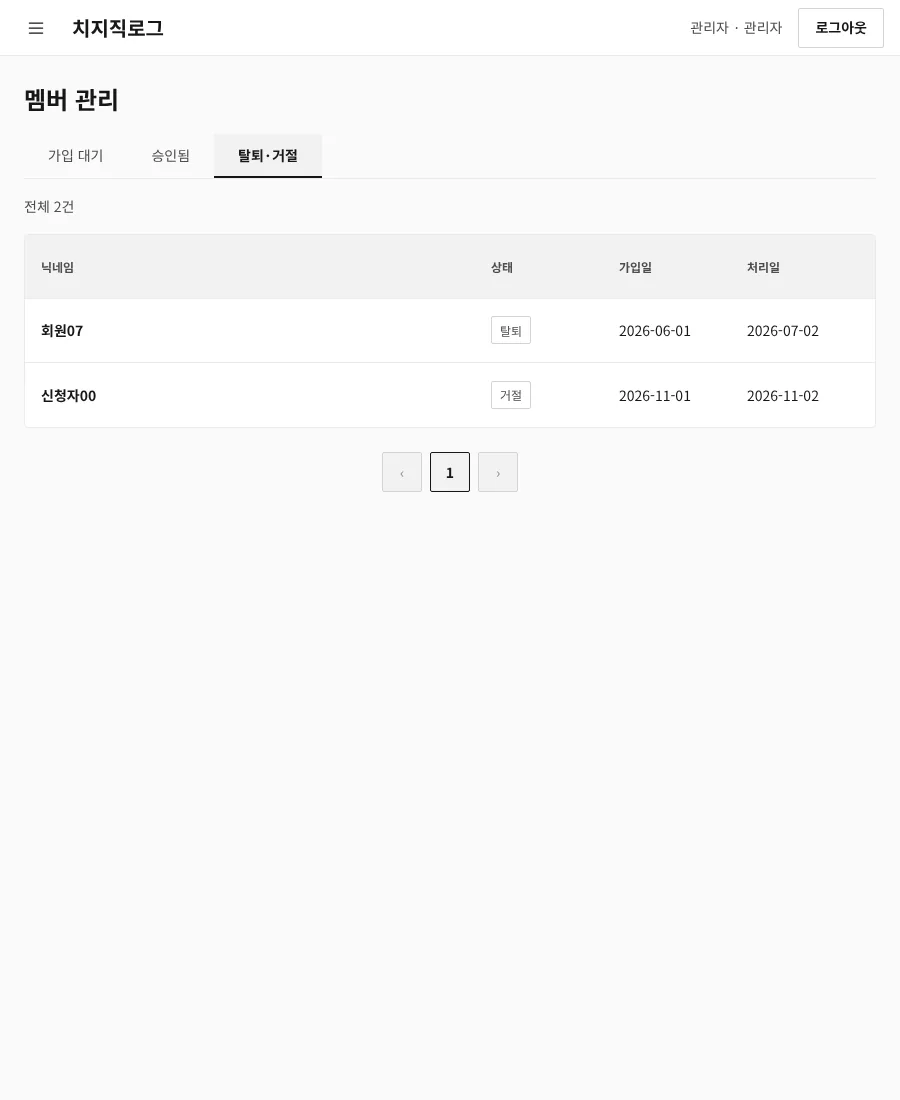 치지직로그
관리자 · 관리자
로그아웃
멤버 관리
가입 대기
승인됨
탈퇴·거절
전체 2건
닉네임 상태 가입일 처리일
회원07 탈퇴 2026-06-01 2026-07-02
신청자00 거절 2026-11-01 2026-11-02
‹ 1 ›